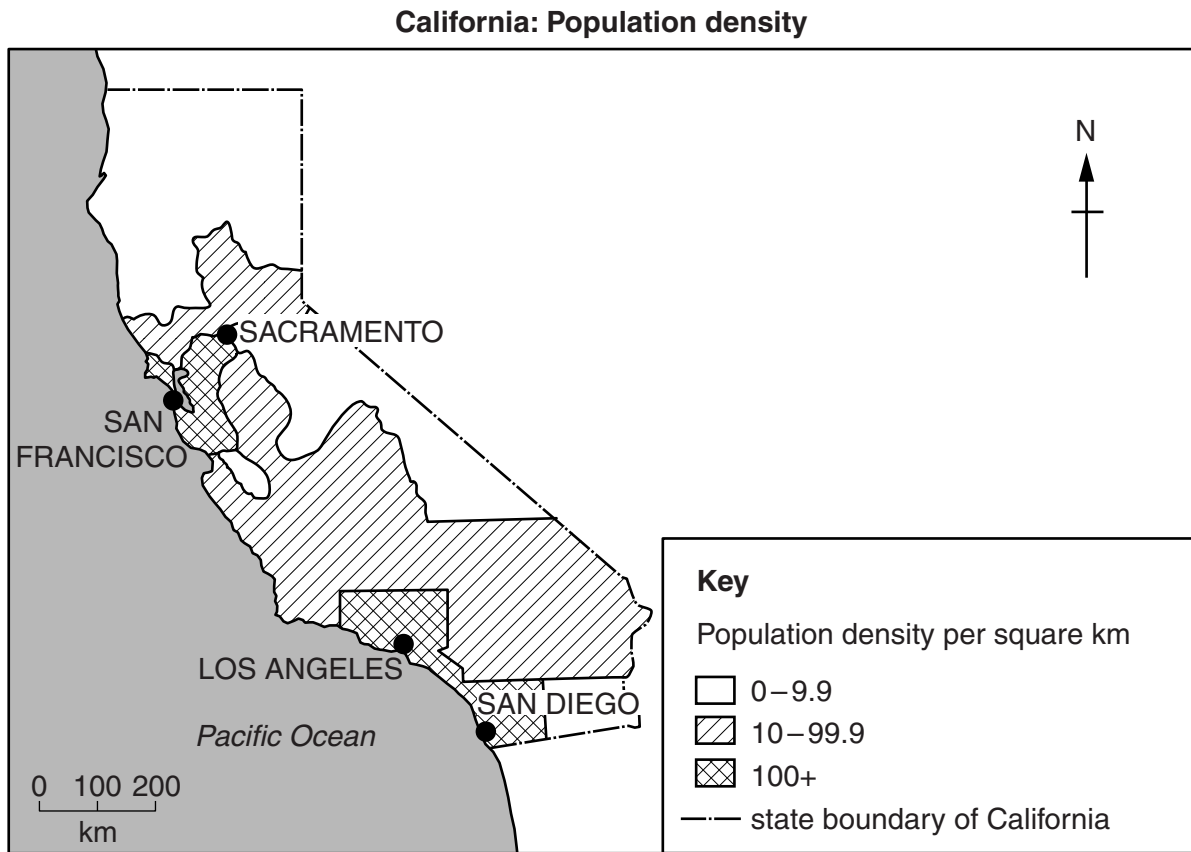 California: Population density
N
SACRAMENTO
SAN
FRANCISCO
LOS ANGELES
SAN DIEGO
Pacific Ocean
0 100 200
km
Key
Population density per square km
0–9.9
10–99.9
100+
state boundary of California